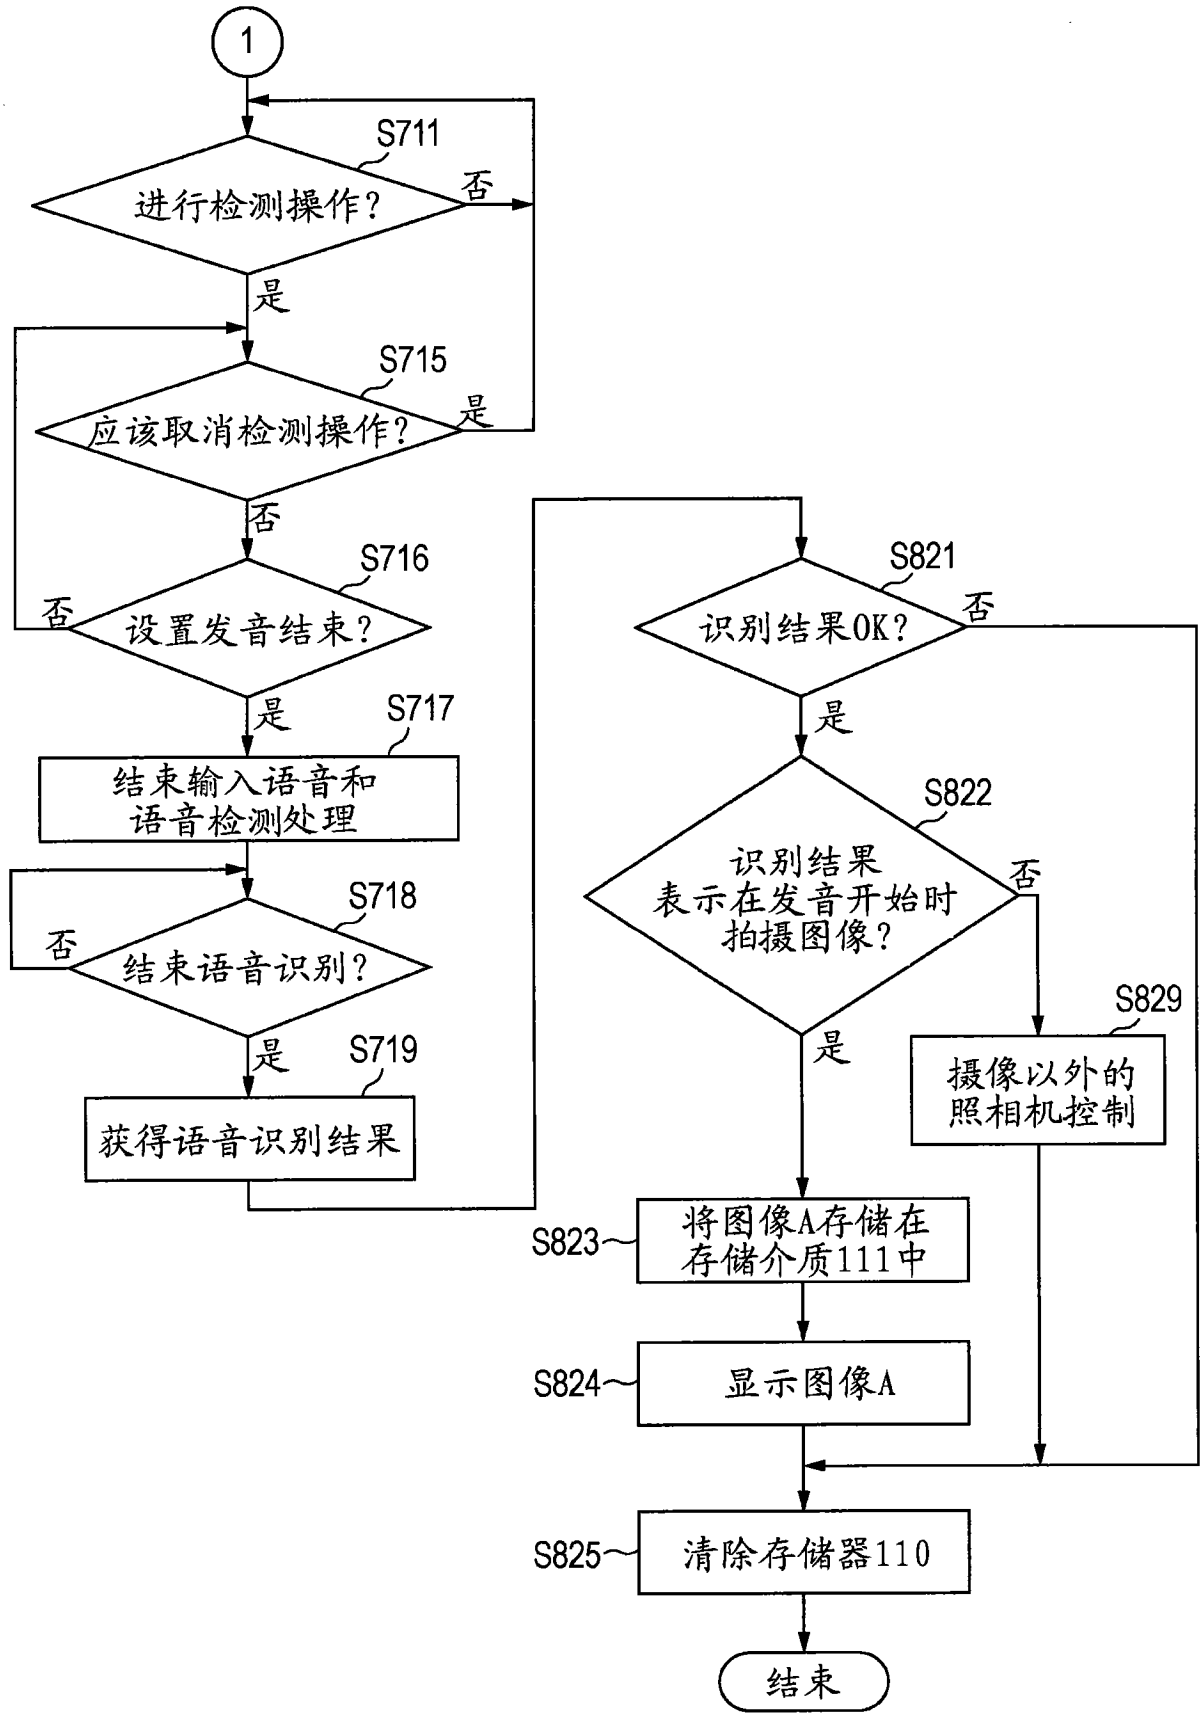 1
S711
进行检测操作?
否
是
S715
应该取消检测操作?
是
否
S716
设置发音结束?
否
是
S717
结束输入语音和
语音检测处理
S718
结束语音识别?
否
是
S719
获得语音识别结果
S821
识别结果OK?
否
是
S822
识别结果
表示在发音开始时
拍摄图像?
否
是
S829
摄像以外的
照相机控制
S823
将图像A存储在
存储介质111中
S824
显示图像A
S825
清除存储器110
结束